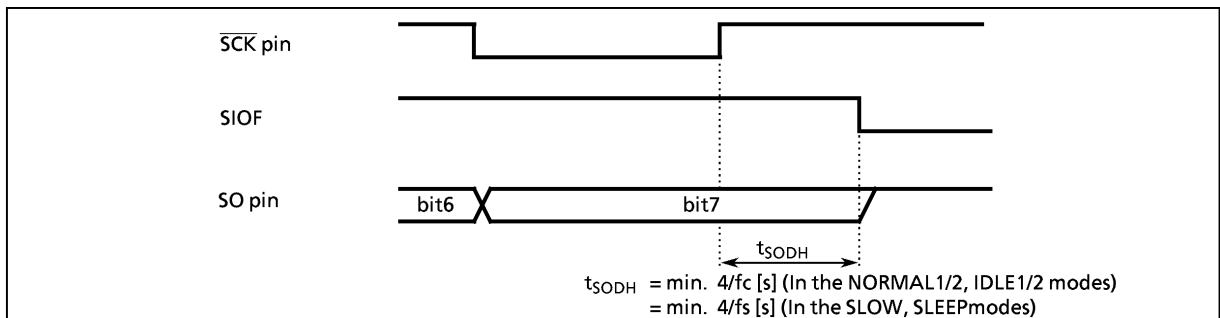 SCK pin
SIOF
SO pin
bit6
bit7
tSODH
tSODH = min. 4/fc [s] (In the NORMAL1/2, IDLE1/2 modes)
= min. 4/fs [s] (In the SLOW, SLEEPmodes)